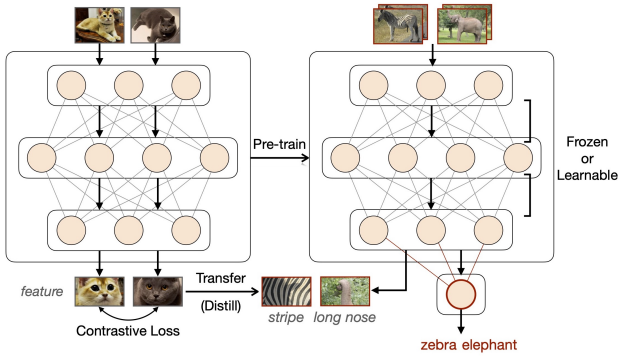 Pre-train
Frozen
or
Learnable
feature
Transfer
(Distill)
stripe
long nose
Contrastive Loss
zebra elephant